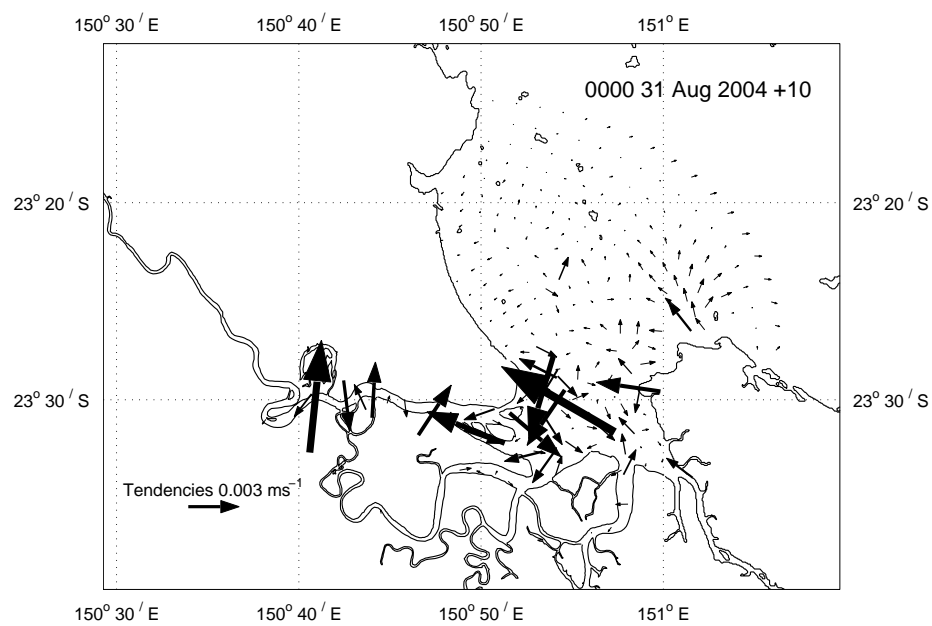 150° 30 ′ E 150° 40 ′ E 150° 50 ′ E 151° E
0000 31 Aug 2004 +10
23° 20 ′ S 23° 20 ′ S
23° 30 ′ S 23° 30 ′ S
Tendencies 0.003 ms⁻¹
150° 30 ′ E 150° 40 ′ E 150° 50 ′ E 151° E